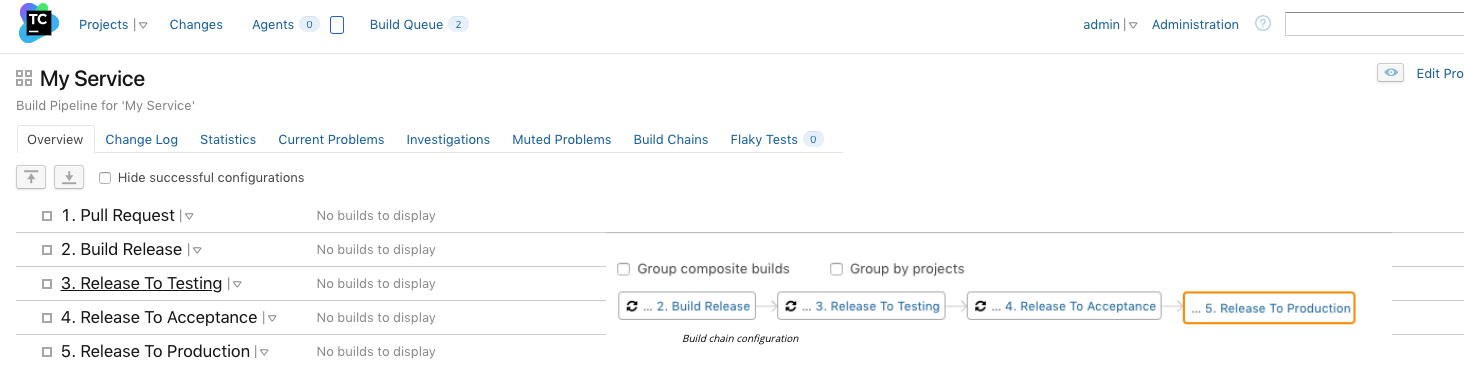 TC
Projects Changes Agents 0 Build Queue 2 admin Administration ?
My Service
Edit Pro
Build Pipeline for 'My Service'
Overview Change Log Statistics Current Problems Investigations Muted Problems Build Chains Flaky Tests 0
Hide successful configurations
1. Pull Request No builds to display
2. Build Release No builds to display
3. Release To Testing No builds to display
4. Release To Acceptance No builds to display
5. Release To Production No builds to display
Group composite builds Group by projects
... 2. Build Release ... 3. Release To Testing ... 4. Release To Acceptance ... 5. Release To Production
Build chain configuration